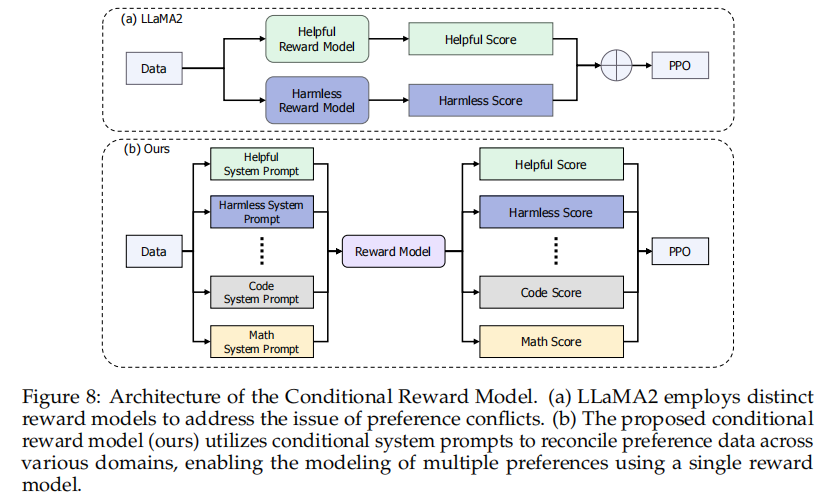 (a) LLaMA2
Helpful
Reward Model
Helpful Score
Data
PPO
Harmless
Reward Model
Harmless Score
(b) Ours
Helpful
System Prompt
Helpful Score
Harmless System
Prompt
Harmless Score
Data
Reward Model
PPO
Code
System Prompt
Code Score
Math
System Prompt
Math Score
Figure 8: Architecture of the Conditional Reward Model. (a) LLaMA2 employs distinct
reward models to address the issue of preference conflicts. (b) The proposed conditional
reward model (ours) utilizes conditional system prompts to reconcile preference data across
various domains, enabling the modeling of multiple preferences using a single reward
model.